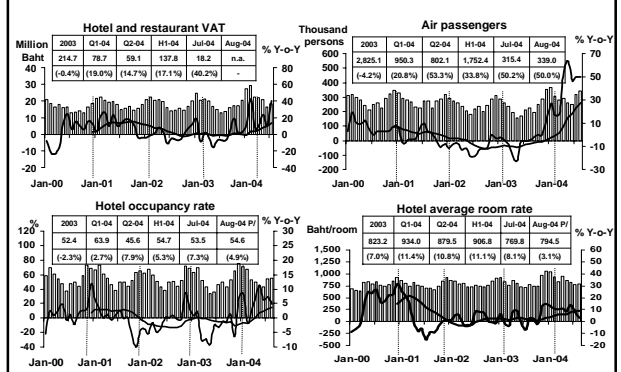 Hotel and restaurant VAT
Million Baht
% Y-o-Y
2003 Q1-04 Q2-04 H1-04 Jul-04 Aug-04
214.7 78.7 59.1 137.8 18.2 n.a.
(-0.4%) (19.0%) (14.7%) (17.1%) (40.2%) -
40 30 20 10 0 -10 -20
80 60 40 20 0 -20 -40
Jan-00 Jan-01 Jan-02 Jan-03 Jan-04
Air passengers
Thousand persons
% Y-o-Y
2003 Q1-04 Q2-04 H1-04 Jul-04 Aug-04
2,825.1 950.3 802.1 1,752.4 315.4 339.0
(-4.2%) (20.8%) (53.3%) (33.8%) (50.2%) (50.0%)
600 500 400 300 200 100 0 -100 -200
70 50 30 10 -10 -30
Jan-00 Jan-01 Jan-02 Jan-03 Jan-04
Hotel occupancy rate
%
% Y-o-Y
2003 Q1-04 Q2-04 H1-04 Jul-04 Aug-04 P/
52.4 63.9 45.6 54.7 53.5 54.6
(-2.3%) (2.7%) (7.9%) (5.3%) (7.3%) (4.9%)
120 100 80 60 40 20 0 -20 -40
30 25 20 15 10 5 0 -5 -10
Jan-00 Jan-01 Jan-02 Jan-03 Jan-04
Hotel average room rate
Baht/room
% Y-o-Y
2003 Q1-04 Q2-04 H1-04 Jul-04 Aug-04 P/
823.2 934.0 879.5 906.8 769.8 794.5
(7.0%) (11.4%) (10.8%) (11.1%) (8.1%) (3.1%)
1,500 1,250 1,000 750 500 250 0 -250 -500
60 50 40 30 20 10 0 -10 -20
Jan-00 Jan-01 Jan-02 Jan-03 Jan-04